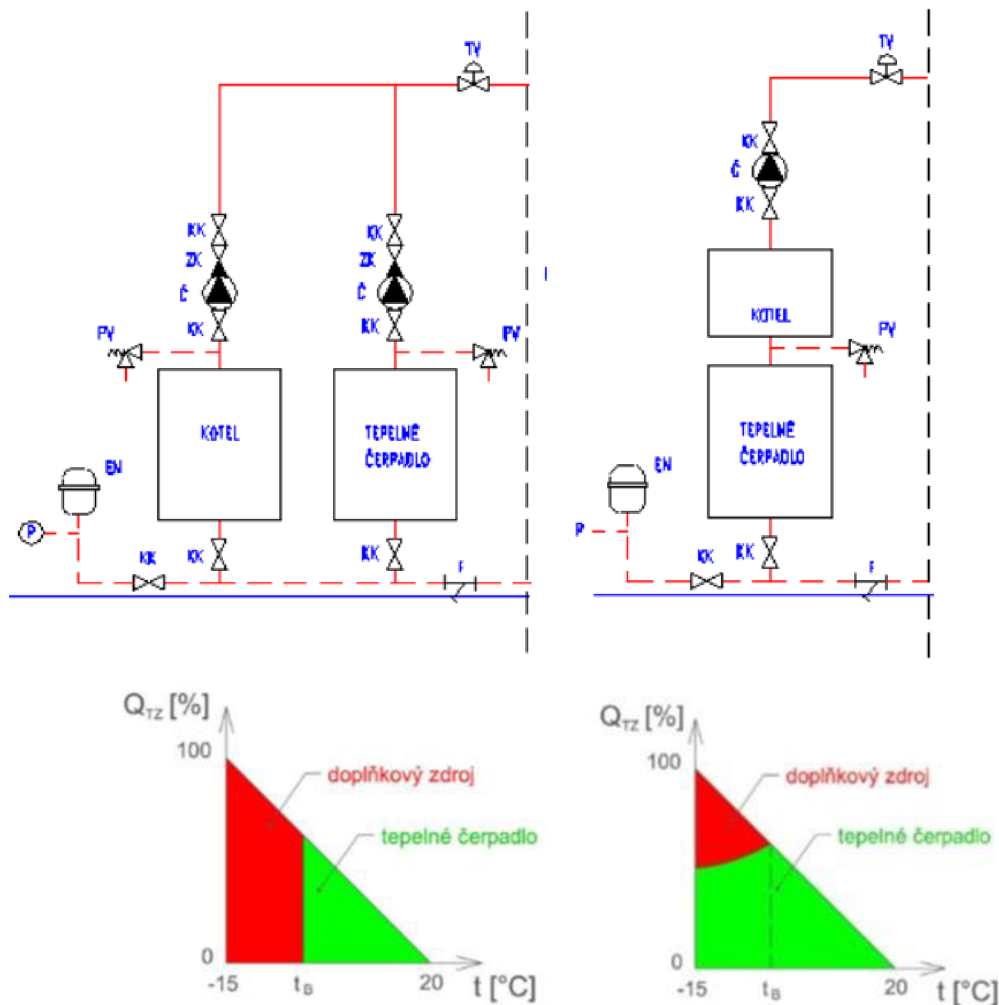 TV
KK
ZK
Č
KK
PV
KOTEL
KK
ZK
Č
KK
PV
TEPELNÉ
ČERPADLO
EN
P
KK
KK
KK
F
TV
KK
Č
KK
KOTEL
PV
TEPELNÉ
ČERPADLO
EN
P
KK
KK
F
QTZ [%]
100
doplňkový zdroj
tepelné čerpadlo
0
-15
tB
20
t [°C]
QTZ [%]
100
doplňkový zdroj
tepelné čerpadlo
0
-15
tB
20
t [°C]